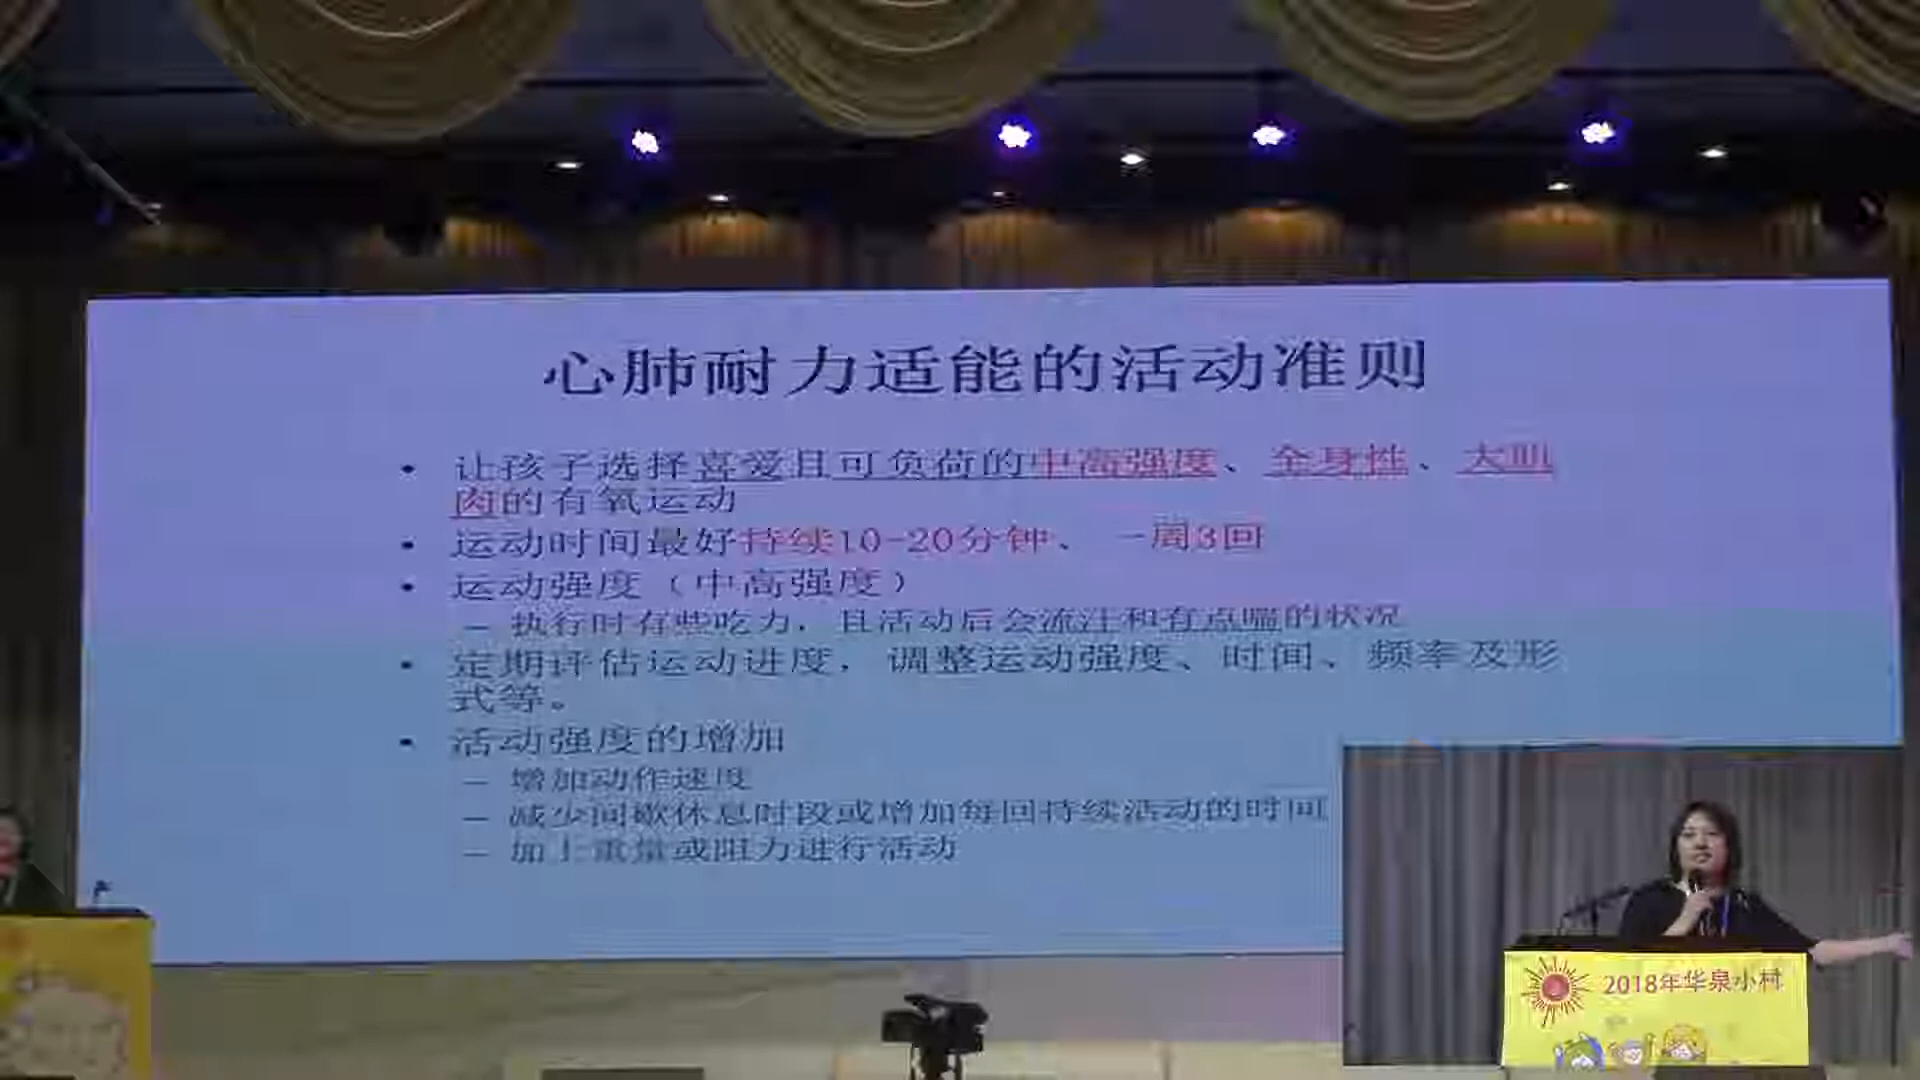 心肺耐力适能的活动准则
• 让孩子选择喜爱且可负荷的中高强度、全身性、大肌
肉的有氧运动
• 运动时间最好持续10-20分钟、一周3回
• 运动强度（中高强度）
– 执行时有些吃力，且活动后会流汗和有点喘的状况
• 定期评估运动进度，调整运动强度、时间、频率及形
式等。
• 活动强度的增加
– 增加动作速度
– 减少间歇休息时段或增加每回持续活动的时间
– 加上重量或阻力进行活动
2018年华泉小村